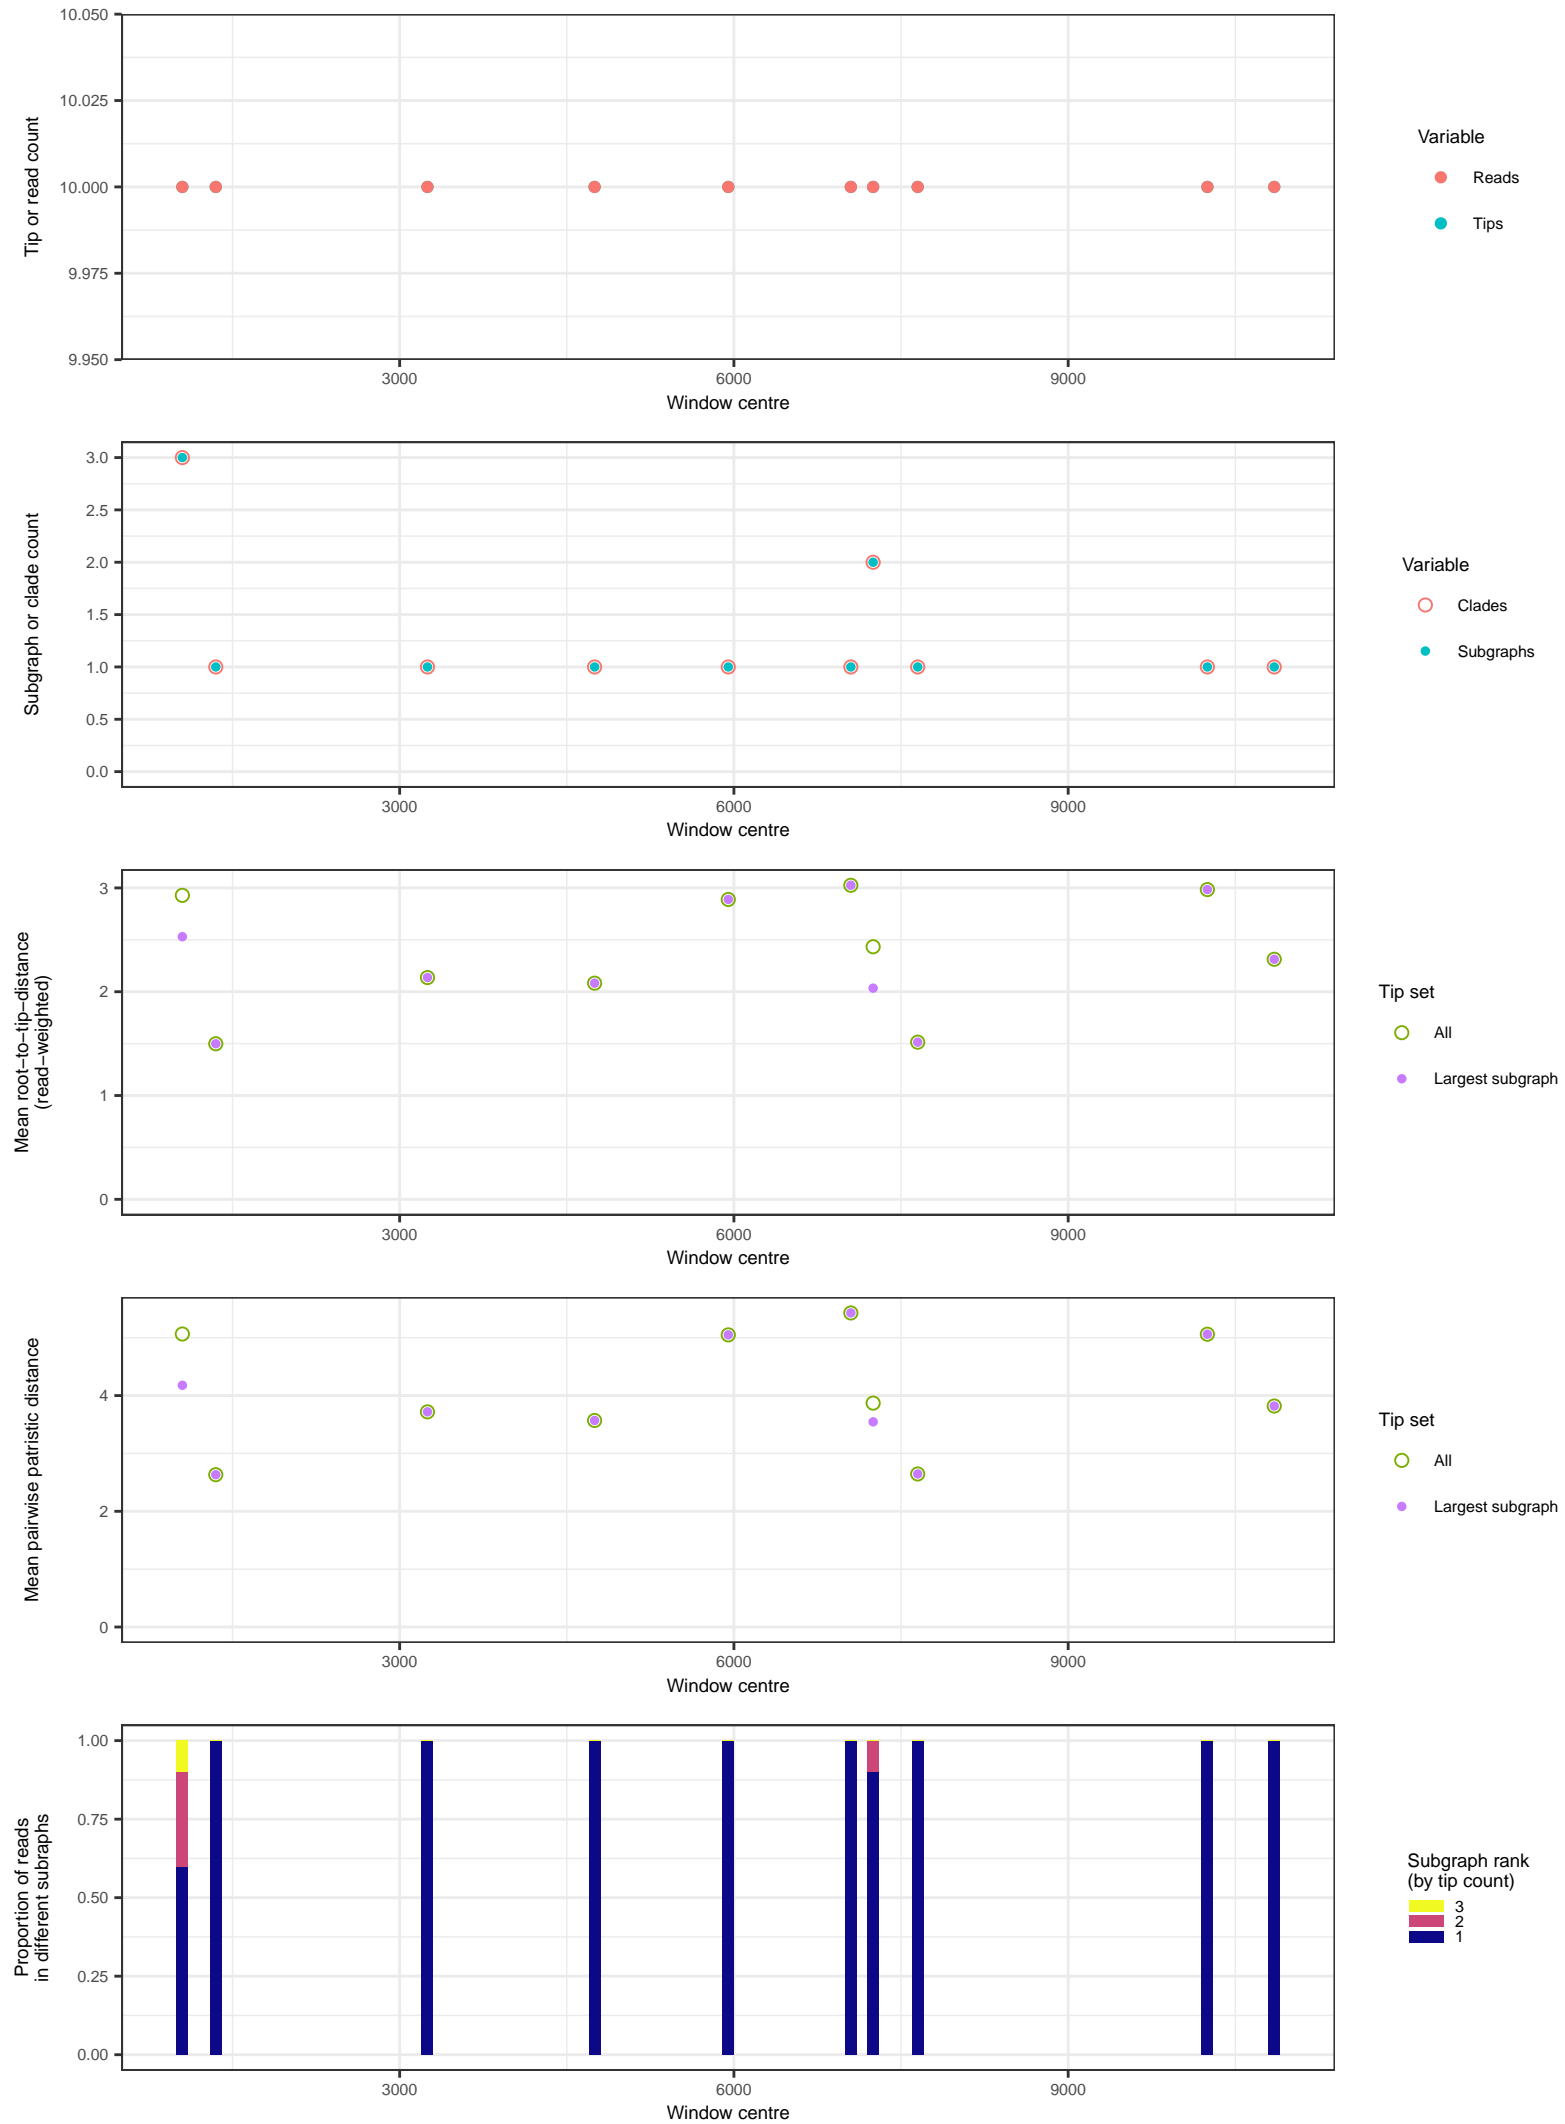 10.050
10.025
10.000
9.975
9.950
Tip or read count
3000
6000
9000
Window centre
Variable
Reads
Tips
3.0
2.5
2.0
1.5
1.0
0.5
0.0
Subgraph or clade count
3000
6000
9000
Window centre
Variable
Clades
Subgraphs
3
2
1
0
Mean root−to−tip−distance
(read−weighted)
3000
6000
9000
Window centre
Tip set
All
Largest subgraph
4
2
0
Mean pairwise patristic distance
3000
6000
9000
Window centre
Tip set
All
Largest subgraph
1.00
0.75
0.50
0.25
0.00
Proportion of reads
in different subraphs
3000
6000
9000
Window centre
Subgraph rank
(by tip count)
3
2
1